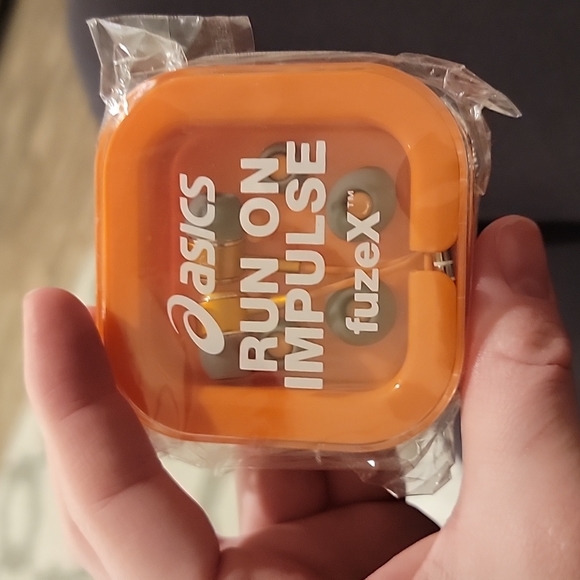 asics
RUN ON
IMPULSE
fuzeX™